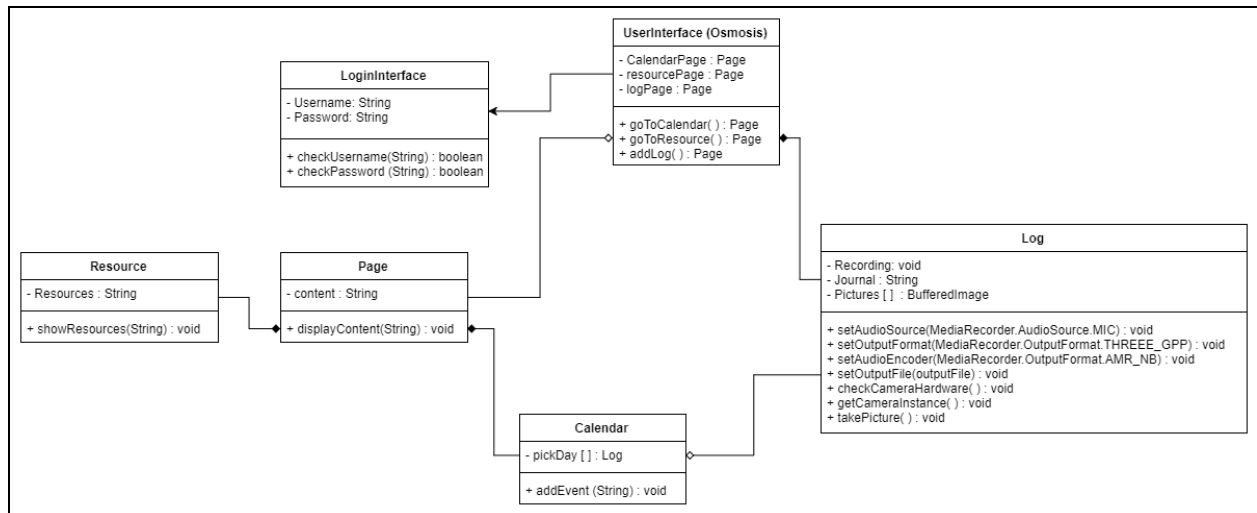 UserInterface (Osmosis)
- CalendarPage : Page
- resourcePage : Page
- logPage : Page
+ goToCalendar( ) : Page
+ goToResource( ) : Page
+ addLog( ) : Page
LoginInterface
- Username: String
- Password: String
+ checkUsername(String) : boolean
+ checkPassword (String) : boolean
Log
- Recording: void
- Journal : String
- Pictures [ ] : BufferedImage
+ setAudioSource(MediaRecorder.AudioSource.MIC) : void
+ setOutputFormat(MediaRecorder.OutputFormat.THREEE_GPP) : void
+ setAudioEncoder(MediaRecorder.OutputFormat.AMR_NB) : void
+ setOutputFile(outputFile) : void
+ checkCameraHardware( ) : void
+ getCameraInstance( ) : void
+ takePicture( ) : void
Resource
- Resources : String
+ showResources(String) : void
Page
- content : String
+ displayContent(String) : void
Calendar
- pickDay [ ] : Log
+ addEvent (String) : void